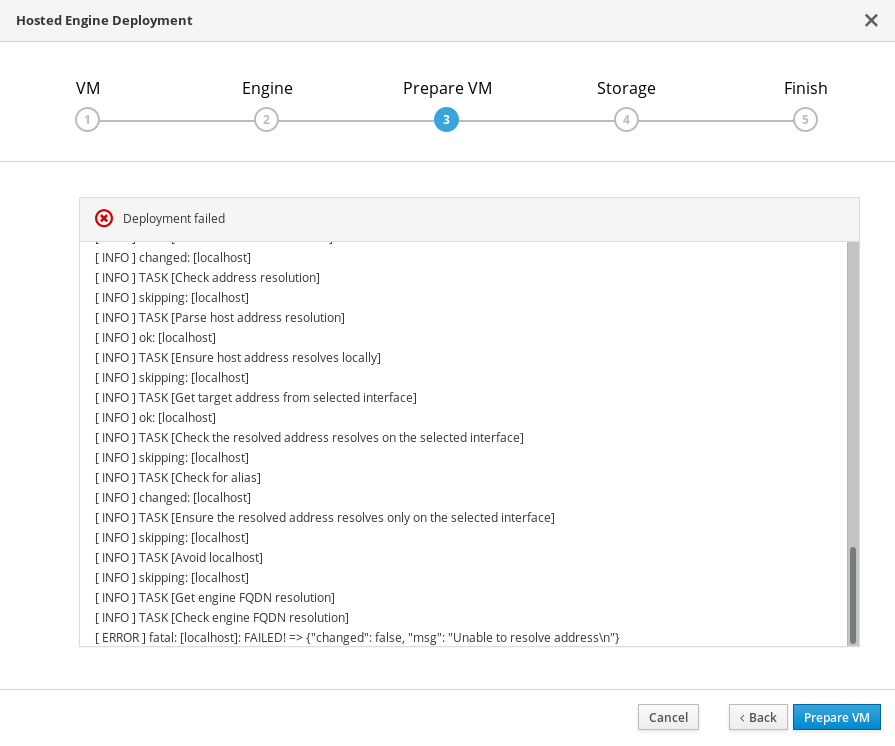 Hosted Engine Deployment
VM
Engine
Prepare VM
Storage
Finish
1
2
3
4
5
Deployment failed
[ INFO ] changed: [localhost]
[ INFO ] TASK [Check address resolution]
[ INFO ] skipping: [localhost]
[ INFO ] TASK [Parse host address resolution]
[ INFO ] ok: [localhost]
[ INFO ] TASK [Ensure host address resolves locally]
[ INFO ] skipping: [localhost]
[ INFO ] TASK [Get target address from selected interface]
[ INFO ] ok: [localhost]
[ INFO ] TASK [Check the resolved address resolves on the selected interface]
[ INFO ] skipping: [localhost]
[ INFO ] TASK [Check for alias]
[ INFO ] changed: [localhost]
[ INFO ] TASK [Ensure the resolved address resolves only on the selected interface]
[ INFO ] skipping: [localhost]
[ INFO ] TASK [Avoid localhost]
[ INFO ] skipping: [localhost]
[ INFO ] TASK [Get engine FQDN resolution]
[ INFO ] TASK [Check engine FQDN resolution]
[ ERROR ] fatal: [localhost]: FAILED! => {"changed": false, "msg": "Unable to resolve address\n"}
Cancel
‹ Back
Prepare VM